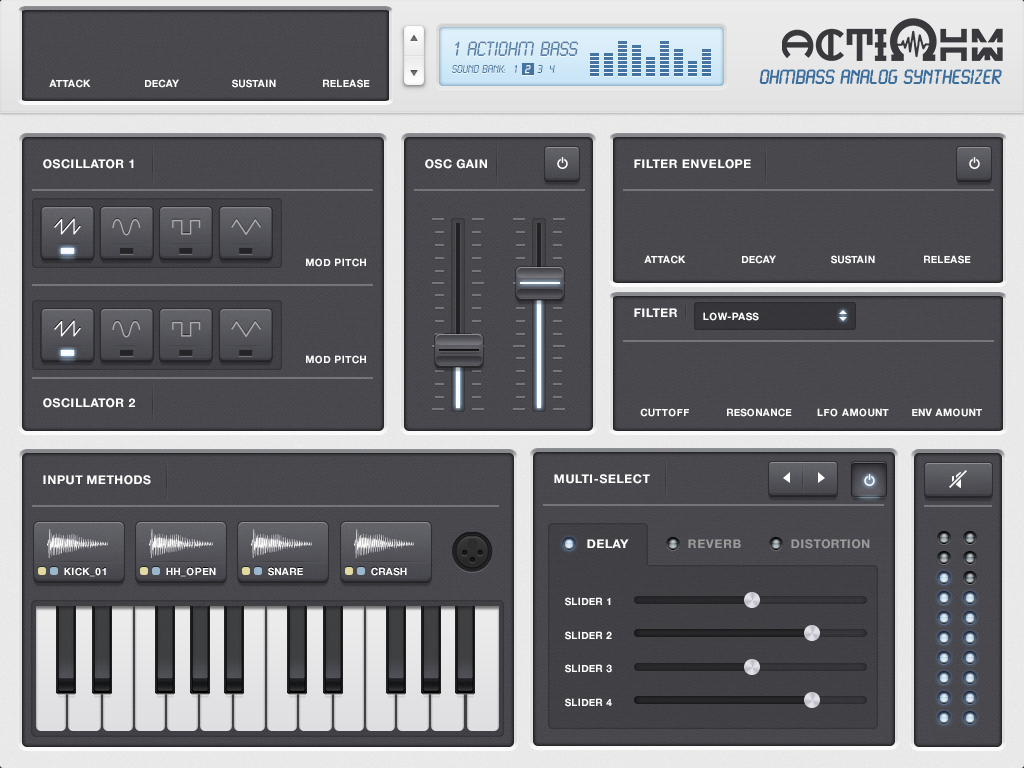 ATTACK DECAY SUSTAIN RELEASE
1 ACTIOHM BASS
SOUND BANK: 1 2 3 4
ACTIOHM
OHMBASS ANALOG SYNTHESIZER
OSCILLATOR 1
MOD PITCH
MOD PITCH
OSCILLATOR 2
OSC GAIN
FILTER ENVELOPE
ATTACK DECAY SUSTAIN RELEASE
FILTER LOW-PASS
CUTTOFF RESONANCE LFO AMOUNT ENV AMOUNT
INPUT METHODS
KICK_01 HH_OPEN SNARE CRASH
MULTI-SELECT
DELAY REVERB DISTORTION
SLIDER 1
SLIDER 2
SLIDER 3
SLIDER 4